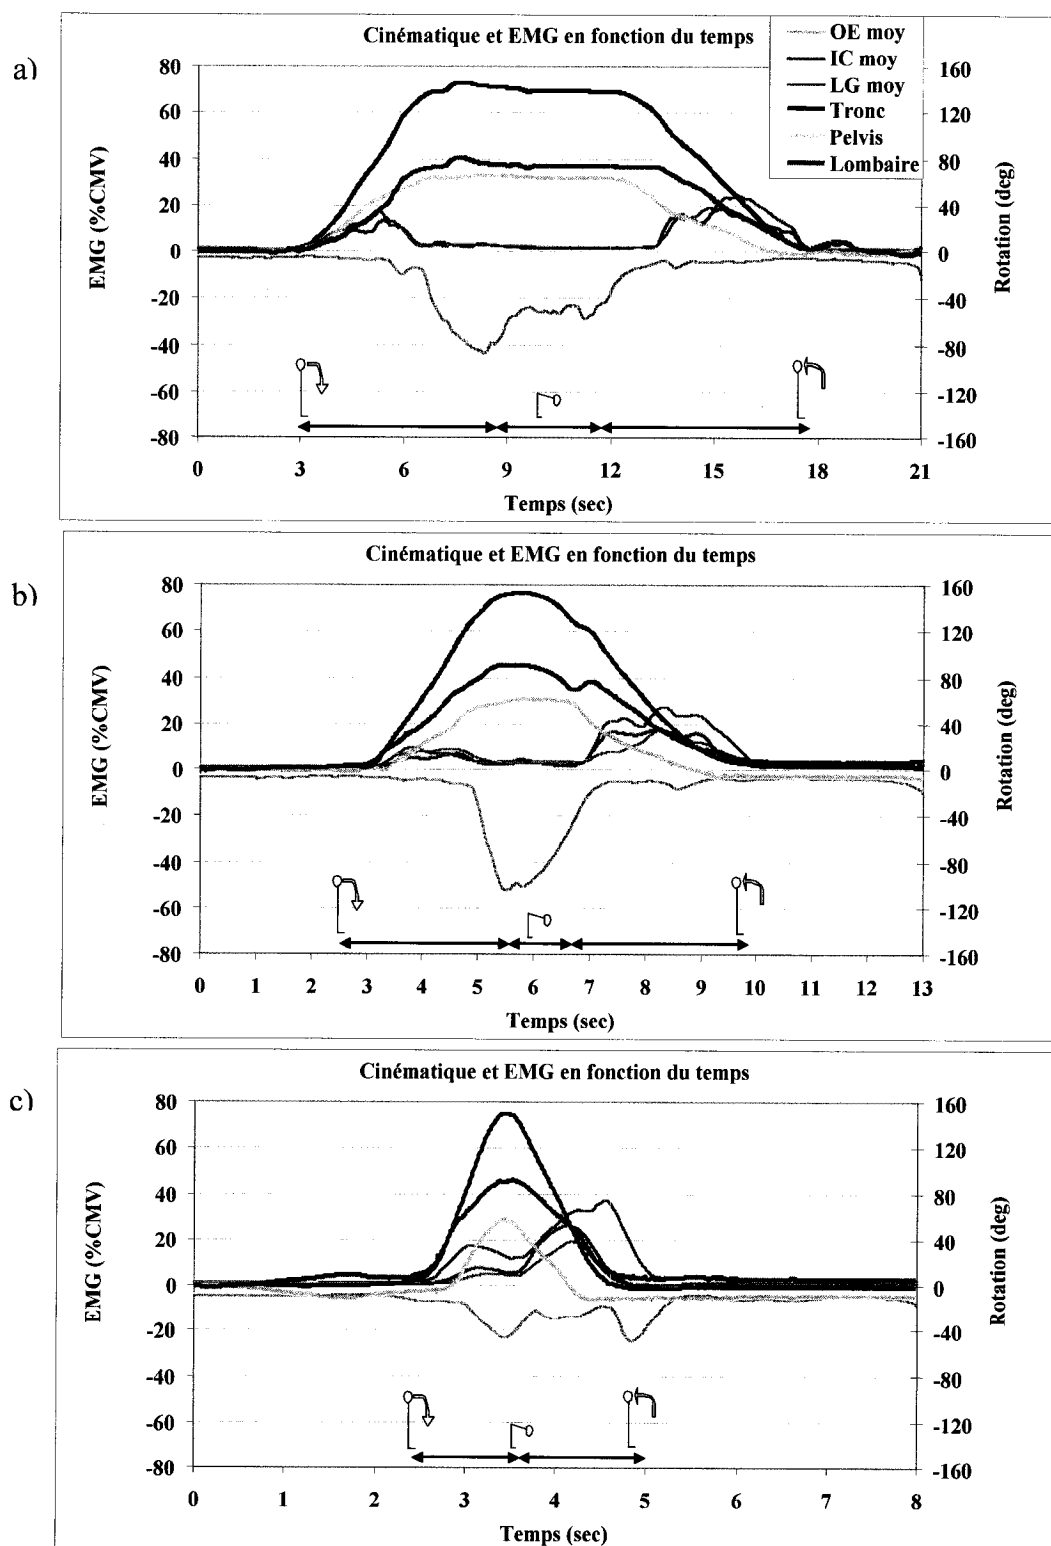 a)
Cinématique et EMG en fonction du temps
OE moy
IC moy
LG moy
Tronc
Pelvis
Lombaire
EMG (%CMV)
80
60
40
20
0
-20
-40
-60
-80
160
120
80
40
0
-40
-80
-120
-160
Rotation (deg)
0 3 6 9 12 15 18 21
Temps (sec)
b)
Cinématique et EMG en fonction du temps
EMG (%CMV)
80
60
40
20
0
-20
-40
-60
-80
160
120
80
40
0
-40
-80
-120
-160
Rotation (deg)
0 1 2 3 4 5 6 7 8 9 10 11 12 13
Temps (sec)
c)
Cinématique et EMG en fonction du temps
EMG (%CMV)
80
60
40
20
0
-20
-40
-60
-80
160
120
80
40
0
-40
-80
-120
-160
Rotation (deg)
0 1 2 3 4 5 6 7 8
Temps (sec)